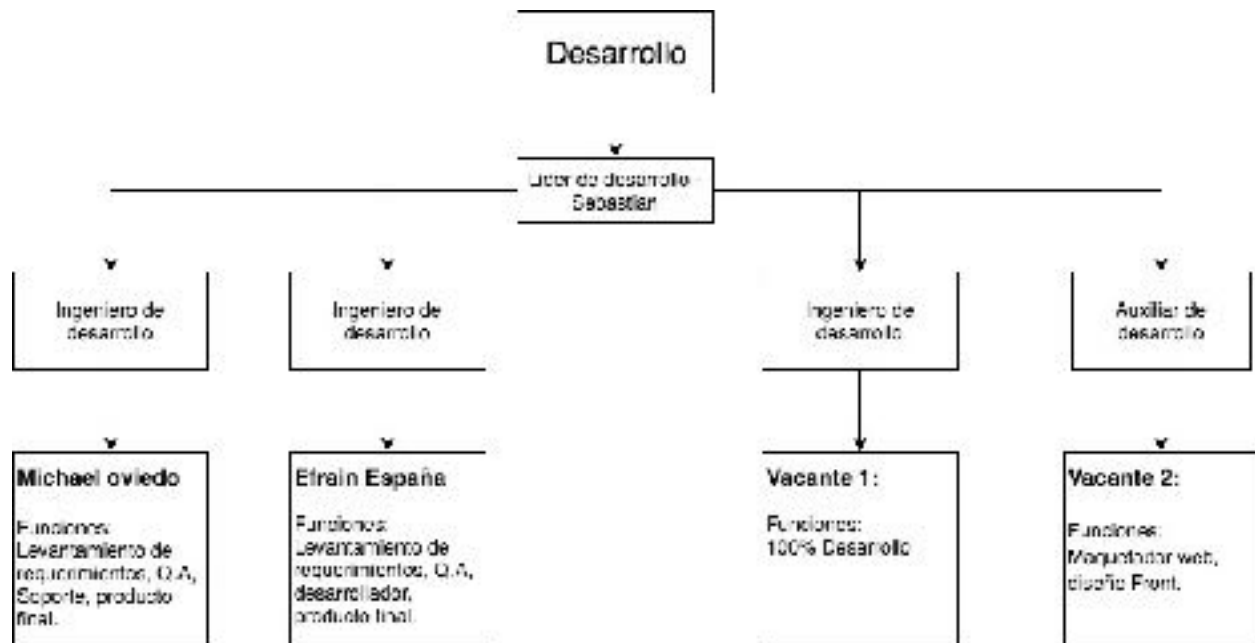 Desarrollo
Lider de desarrollo -
Sebastian
Ingeniero de
desarrollo
Ingeniero de
desarrollo
Ingeniero de
desarrollo
Auxiliar de
desarrollo
Michael oviedo
Funciones:
Levantamiento de
requerimientos, Q.A,
Soporte, producto
final.
Efrain España
Funciones:
Levantamiento de
requerimientos, Q.A,
desarrollador,
producto final.
Vacante 1:
Funciones:
100% Desarrollo
Vacante 2:
Funciones:
Maquetador web,
diseño Front.